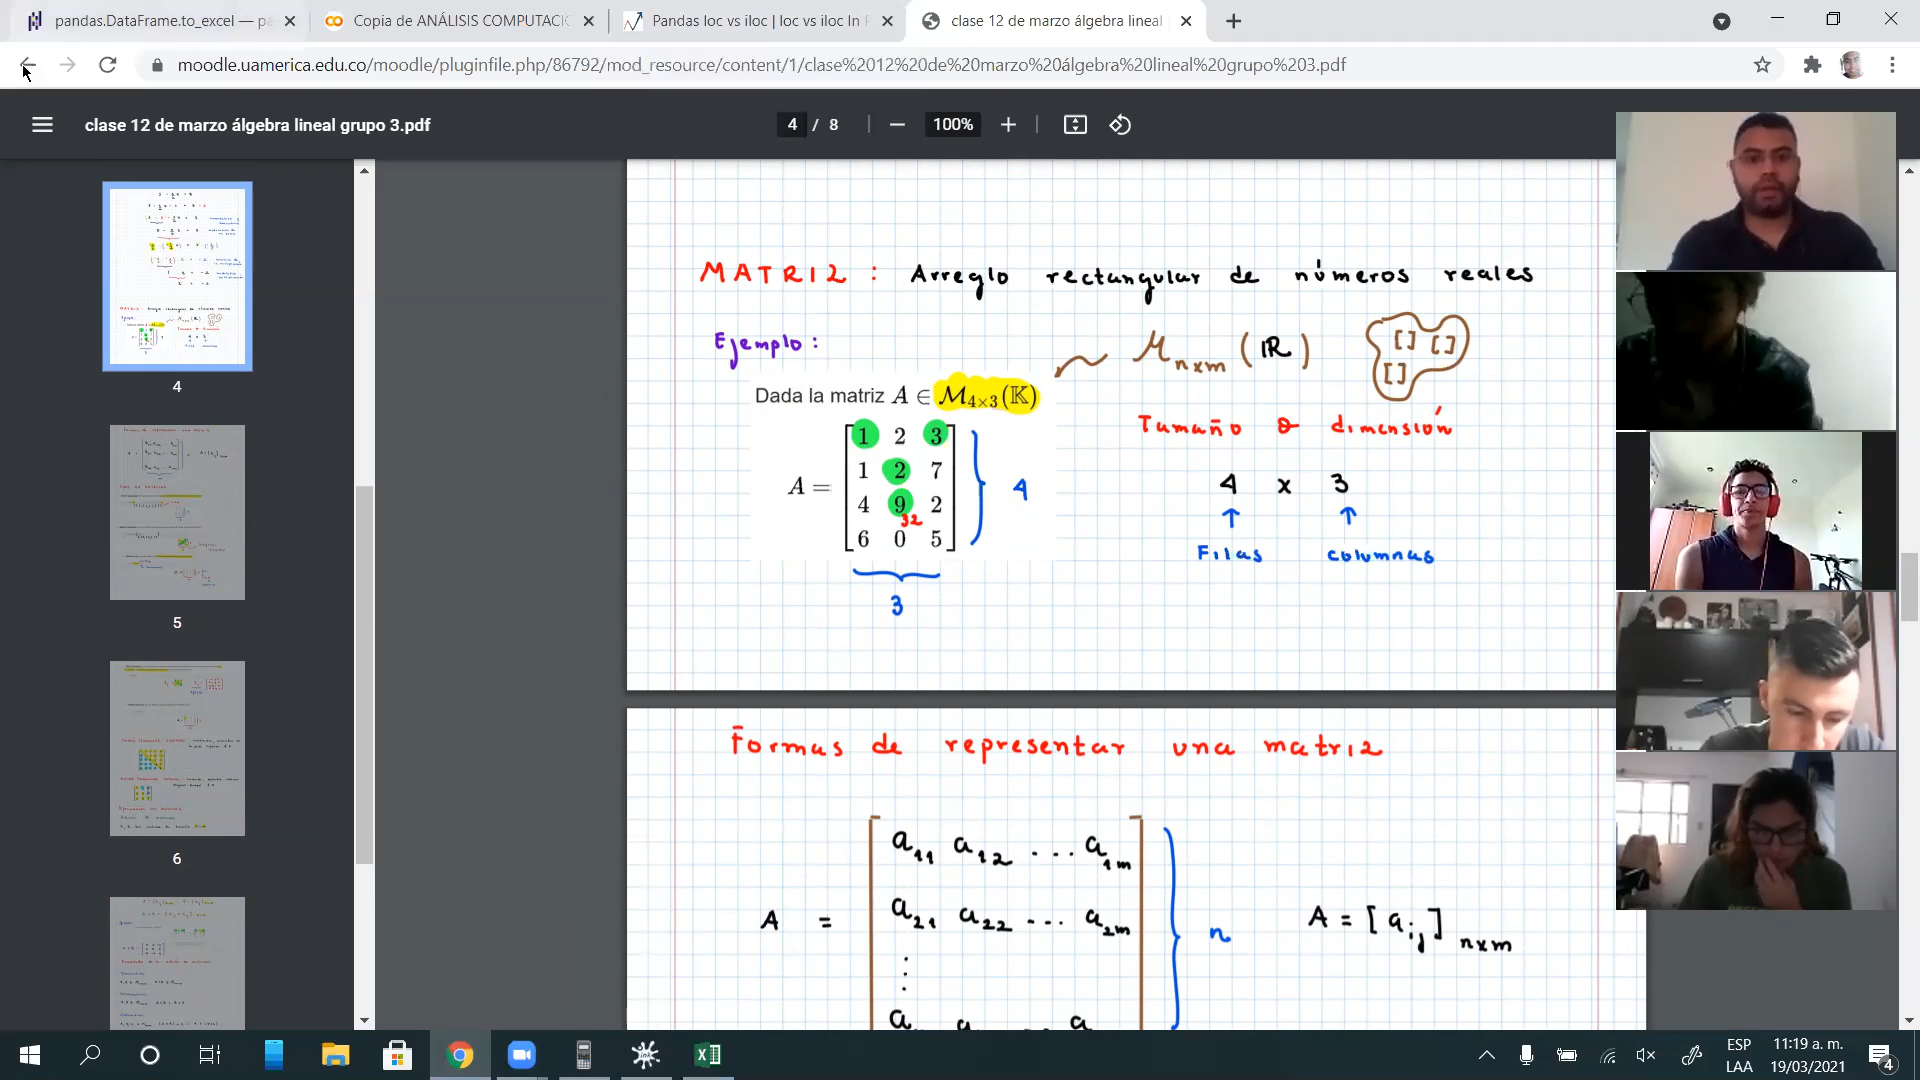 pandas.DataFrame.to_excel — pa
Copia de ANÁLISIS COMPUTACI
Pandas loc vs iloc | loc vs iloc In P
clase 12 de marzo álgebra lineal
moodle.uamerica.edu.co/moodle/pluginfile.php/86792/mod_resource/content/1/clase%2012%20de%20marzo%20álgebra%20lineal%20grupo%203.pdf
clase 12 de marzo álgebra lineal grupo 3.pdf
4 / 8
100%
4
5
6
MATRIZ : Arreglo rectangular de números reales
Ejemplo:
M nxm (ℝ)
[] []
[]
Dada la matriz A ∈ M4×3(𝕂)
Tamaño o dimensión
A =
1 2 3
1 2 7
4 9 2
32
6 0 5
4
3
4 x 3
↑ ↑
Filas columnas
Formas de representar una matriz
A =
a11 a12 ... a1m
a21 a22 ... a2m
⋮
a a ... a
n
A = [aij] nxm
ESP
LAA
11:19 a. m.
19/03/2021
4